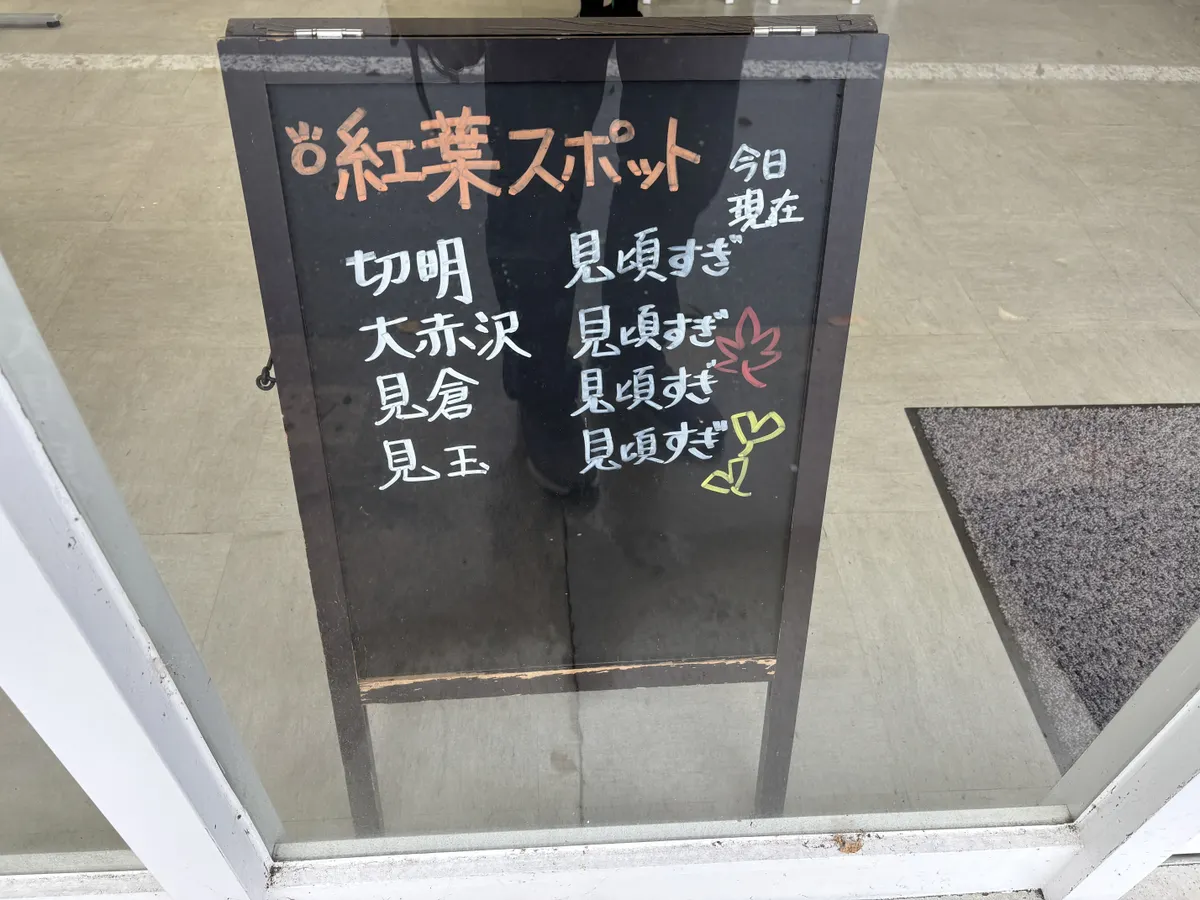 紅葉スポット
今日
現在
切明 見頃すぎ
大赤沢 見頃すぎ
見倉 見頃すぎ
見玉 見頃すぎ